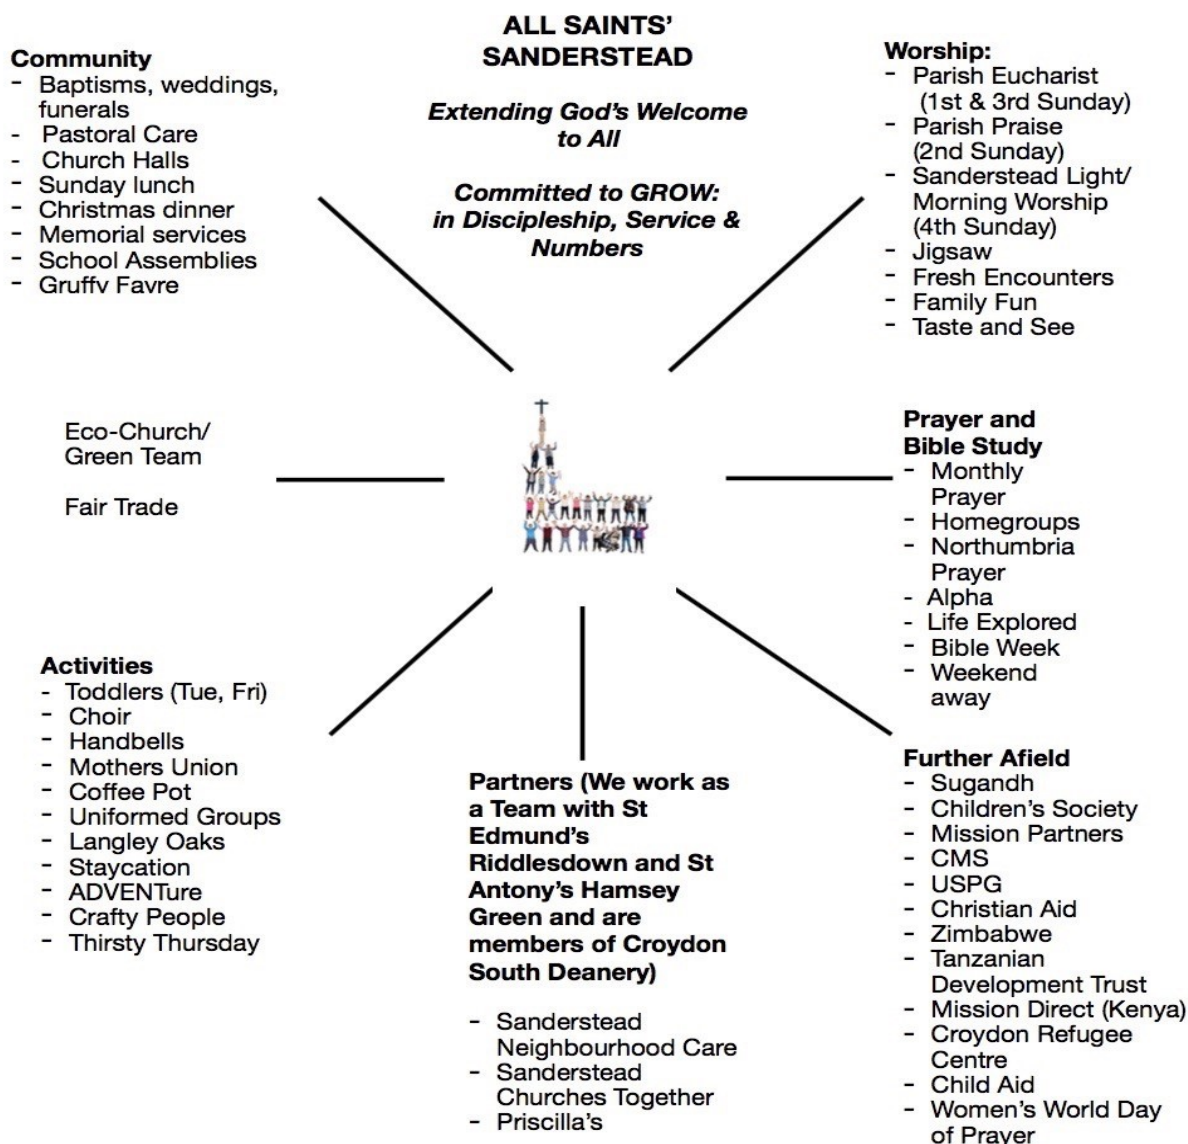 ALL SAINTS'
SANDERSTEAD
Extending God's Welcome
to All
Committed to GROW:
in Discipleship, Service &
Numbers
Community
- Baptisms, weddings,
funerals
- Pastoral Care
- Church Halls
- Sunday lunch
- Christmas dinner
- Memorial services
- School Assemblies
- Gruffy Fayre
Worship:
- Parish Eucharist
(1st & 3rd Sunday)
- Parish Praise
(2nd Sunday)
- Sanderstead Light/
Morning Worship
(4th Sunday)
- Jigsaw
- Fresh Encounters
- Family Fun
- Taste and See
Eco-Church/
Green Team
Fair Trade
Prayer and
Bible Study
- Monthly
Prayer
- Homegroups
- Northumbria
Prayer
- Alpha
- Life Explored
- Bible Week
- Weekend
away
Activities
- Toddlers (Tue, Fri)
- Choir
- Handbells
- Mothers Union
- Coffee Pot
- Uniformed Groups
- Langley Oaks
- Staycation
- ADVENTure
- Crafty People
- Thirsty Thursday
Partners (We work as
a Team with St
Edmund's
Riddlesdown and St
Antony's Hamsey
Green and are
members of Croydon
South Deanery)
- Sanderstead
Neighbourhood Care
- Sanderstead
Churches Together
- Priscilla's
Further Afield
- Sugandh
- Children's Society
- Mission Partners
- CMS
- USPG
- Christian Aid
- Zimbabwe
- Tanzanian
Development Trust
- Mission Direct (Kenya)
- Croydon Refugee
Centre
- Child Aid
- Women's World Day
of Prayer